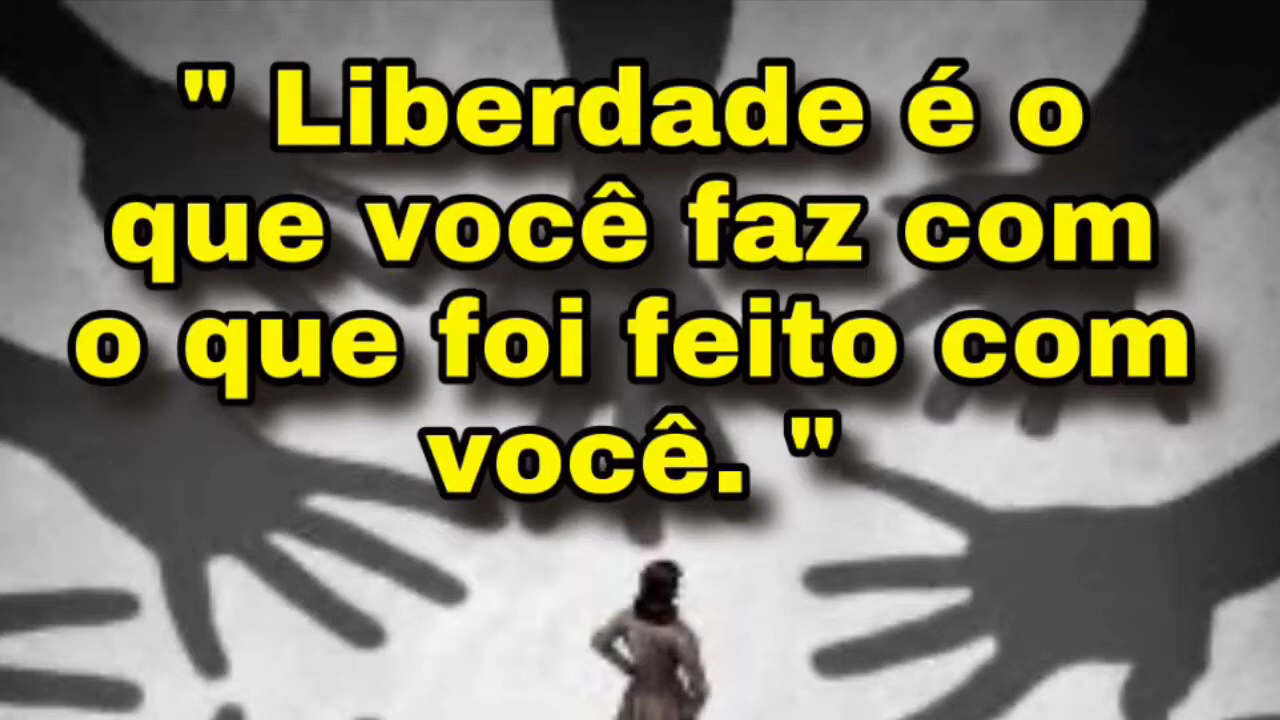 " Liberdade é o
que você faz com
o que foi feito com
você. "